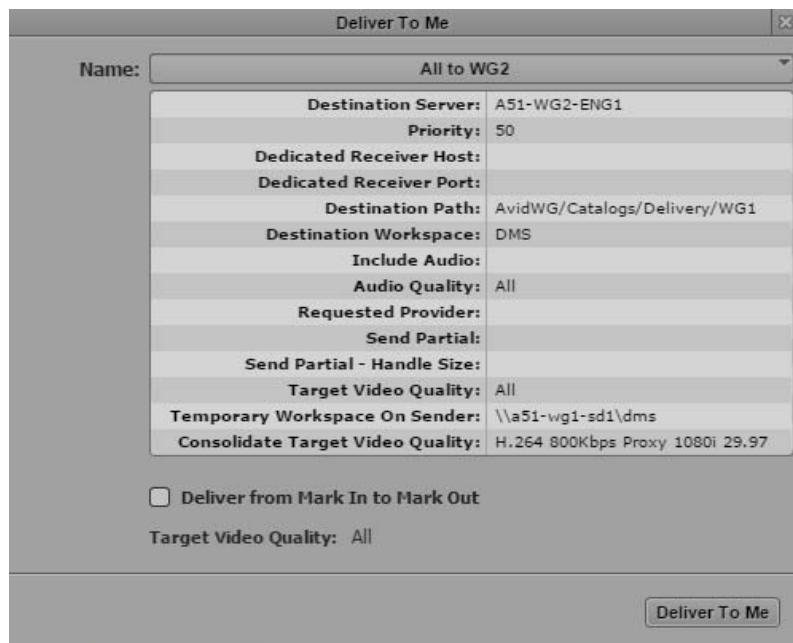 Deliver To Me
Name: All to WG2
Destination Server: A51-WG2-ENG1
Priority: 50
Dedicated Receiver Host:
Dedicated Receiver Port:
Destination Path: AvidWG/Catalogs/Delivery/WG1
Destination Workspace: DMS
Include Audio:
Audio Quality: All
Requested Provider:
Send Partial:
Send Partial - Handle Size:
Target Video Quality: All
Temporary Workspace On Sender: \\a51-wg1-sd1\dms
Consolidate Target Video Quality: H.264 800Kbps Proxy 1080i 29.97
Deliver from Mark In to Mark Out
Target Video Quality: All
Deliver To Me